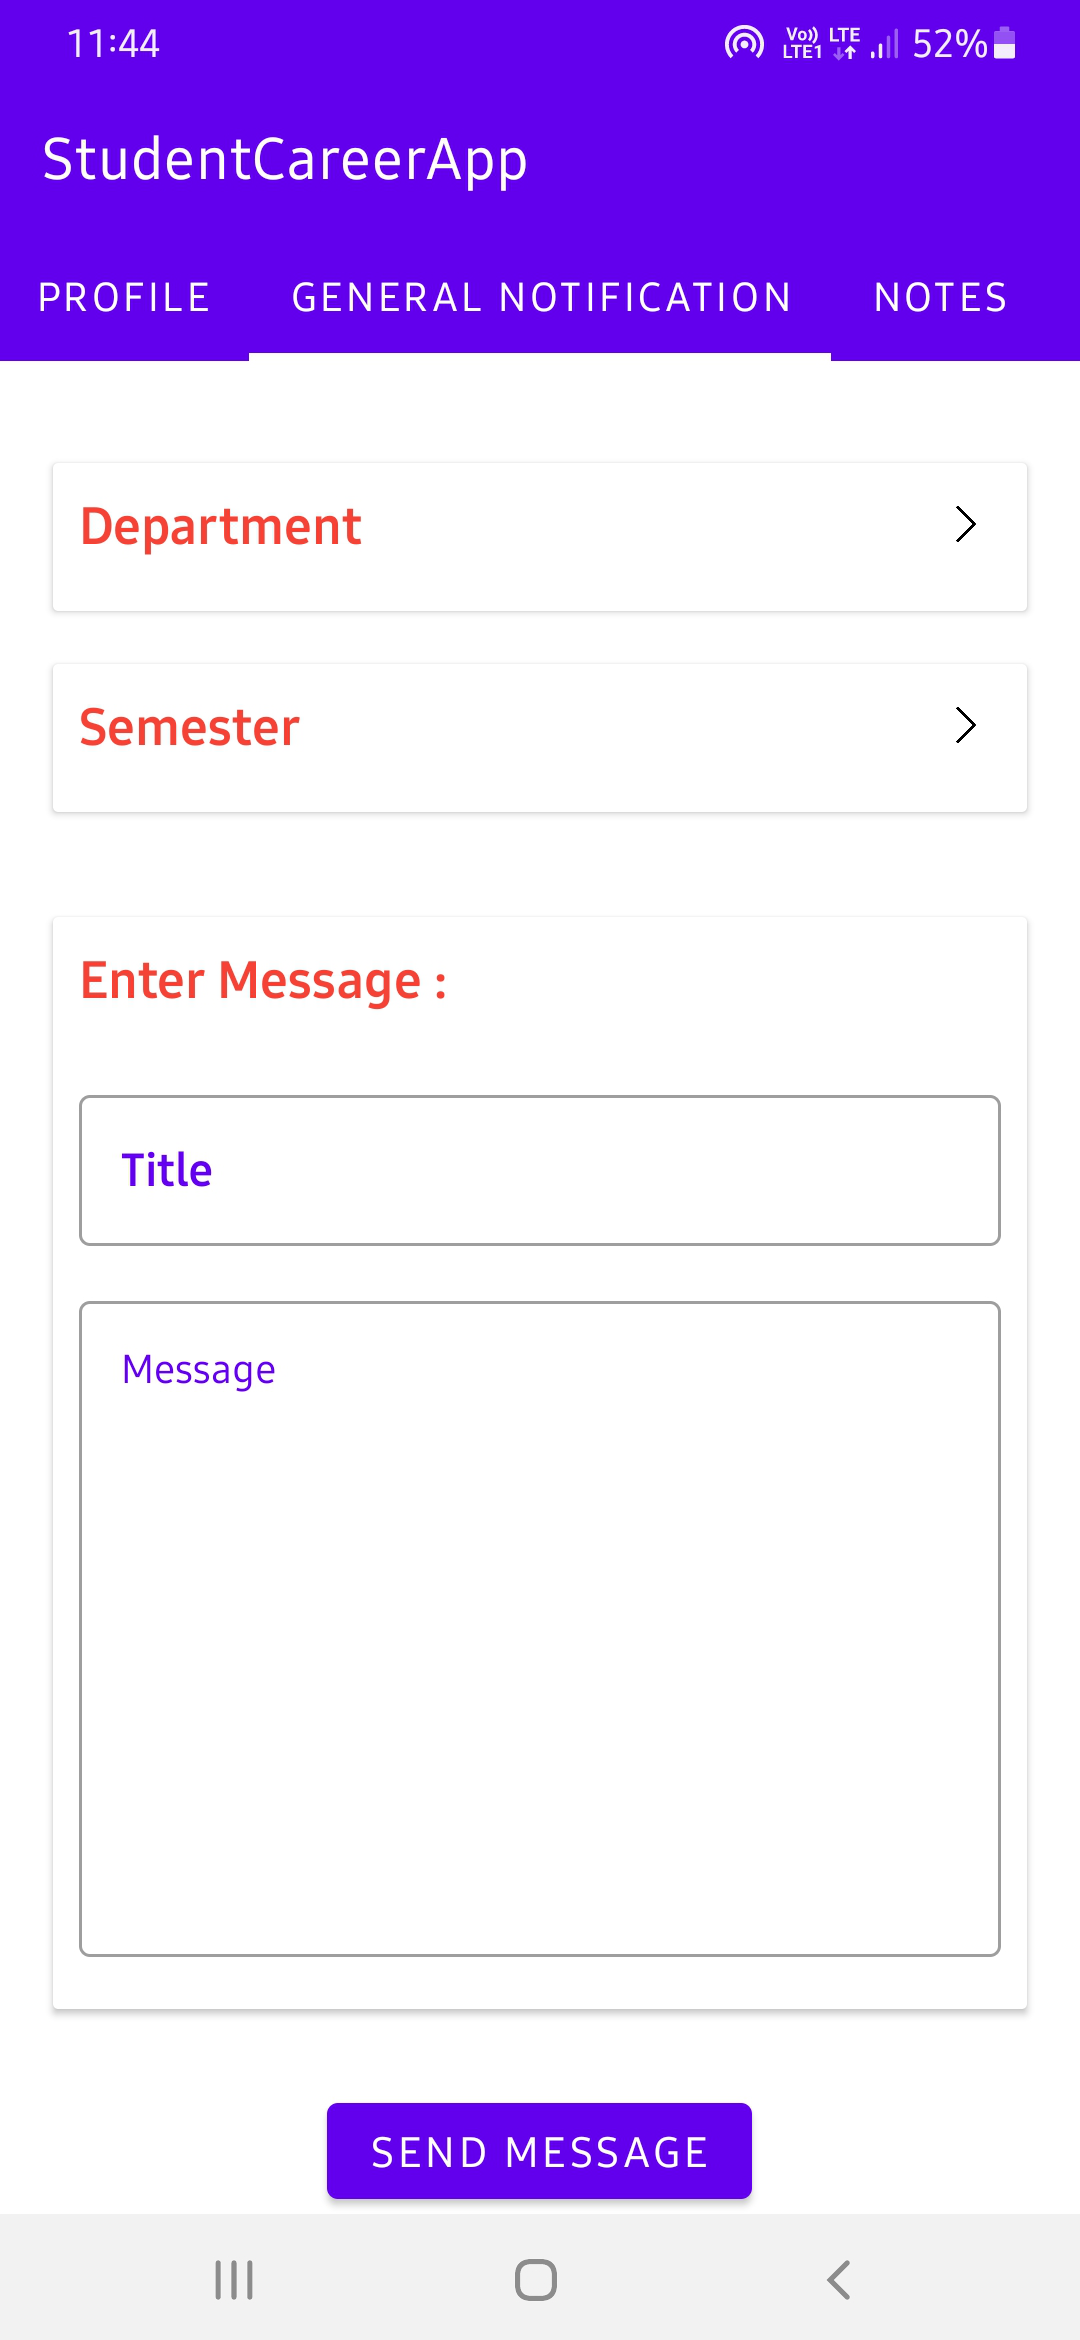 11:44 Vo)) LTE1 LTE 52%
StudentCareerApp
PROFILE GENERAL NOTIFICATION NOTES
Department
Semester
Enter Message :
Title
Message
SEND MESSAGE